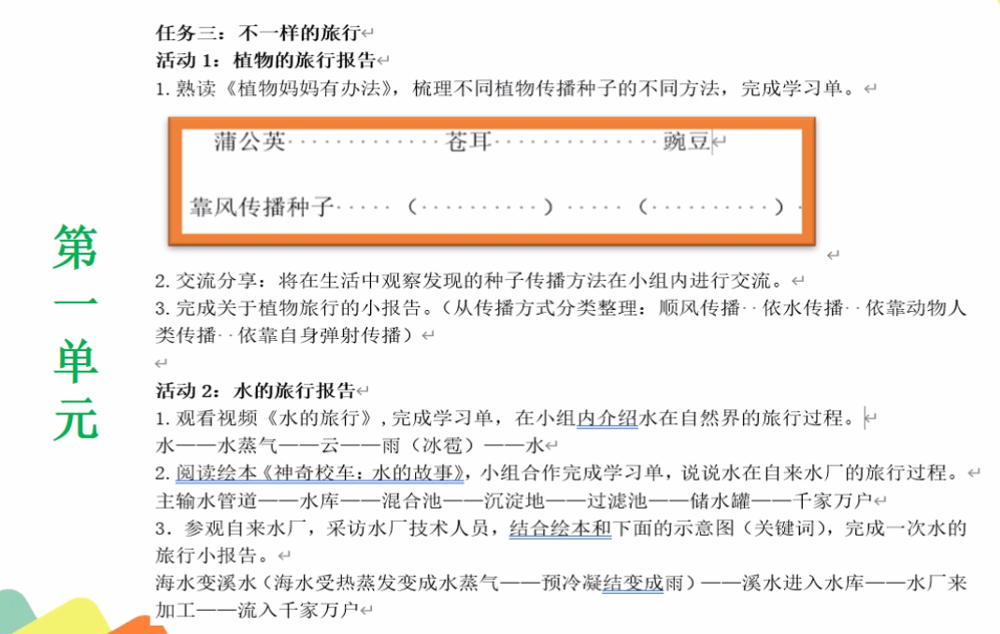 第一单元
任务三：不一样的旅行
活动 1：植物的旅行报告
1. 熟读《植物妈妈有办法》，梳理不同植物传播种子的不同方法，完成学习单。
蒲公英·············苍耳··············豌豆
靠风传播种子·····（··········）·····（··········）·
2. 交流分享：将在生活中观察发现的种子传播方法在小组内进行交流。
3. 完成关于植物旅行的小报告。（从传播方式分类整理：顺风传播··依水传播··依靠动物人
类传播··依靠自身弹射传播）
活动 2：水的旅行报告
1. 观看视频《水的旅行》,完成学习单，在小组内介绍水在自然界的旅行过程。
水——水蒸气——云——雨（冰雹）——水
2. 阅读绘本《神奇校车：水的故事》，小组合作完成学习单，说说水在自来水厂的旅行过程。
主输水管道——水库——混合池——沉淀地——过滤池——储水罐——千家万户
3．参观自来水厂，采访水厂技术人员，结合绘本和下面的示意图（关键词），完成一次水的
旅行小报告。
海水变溪水（海水受热蒸发变成水蒸气——预冷凝结变成雨）——溪水进入水库——水厂来
加工——流入千家万户